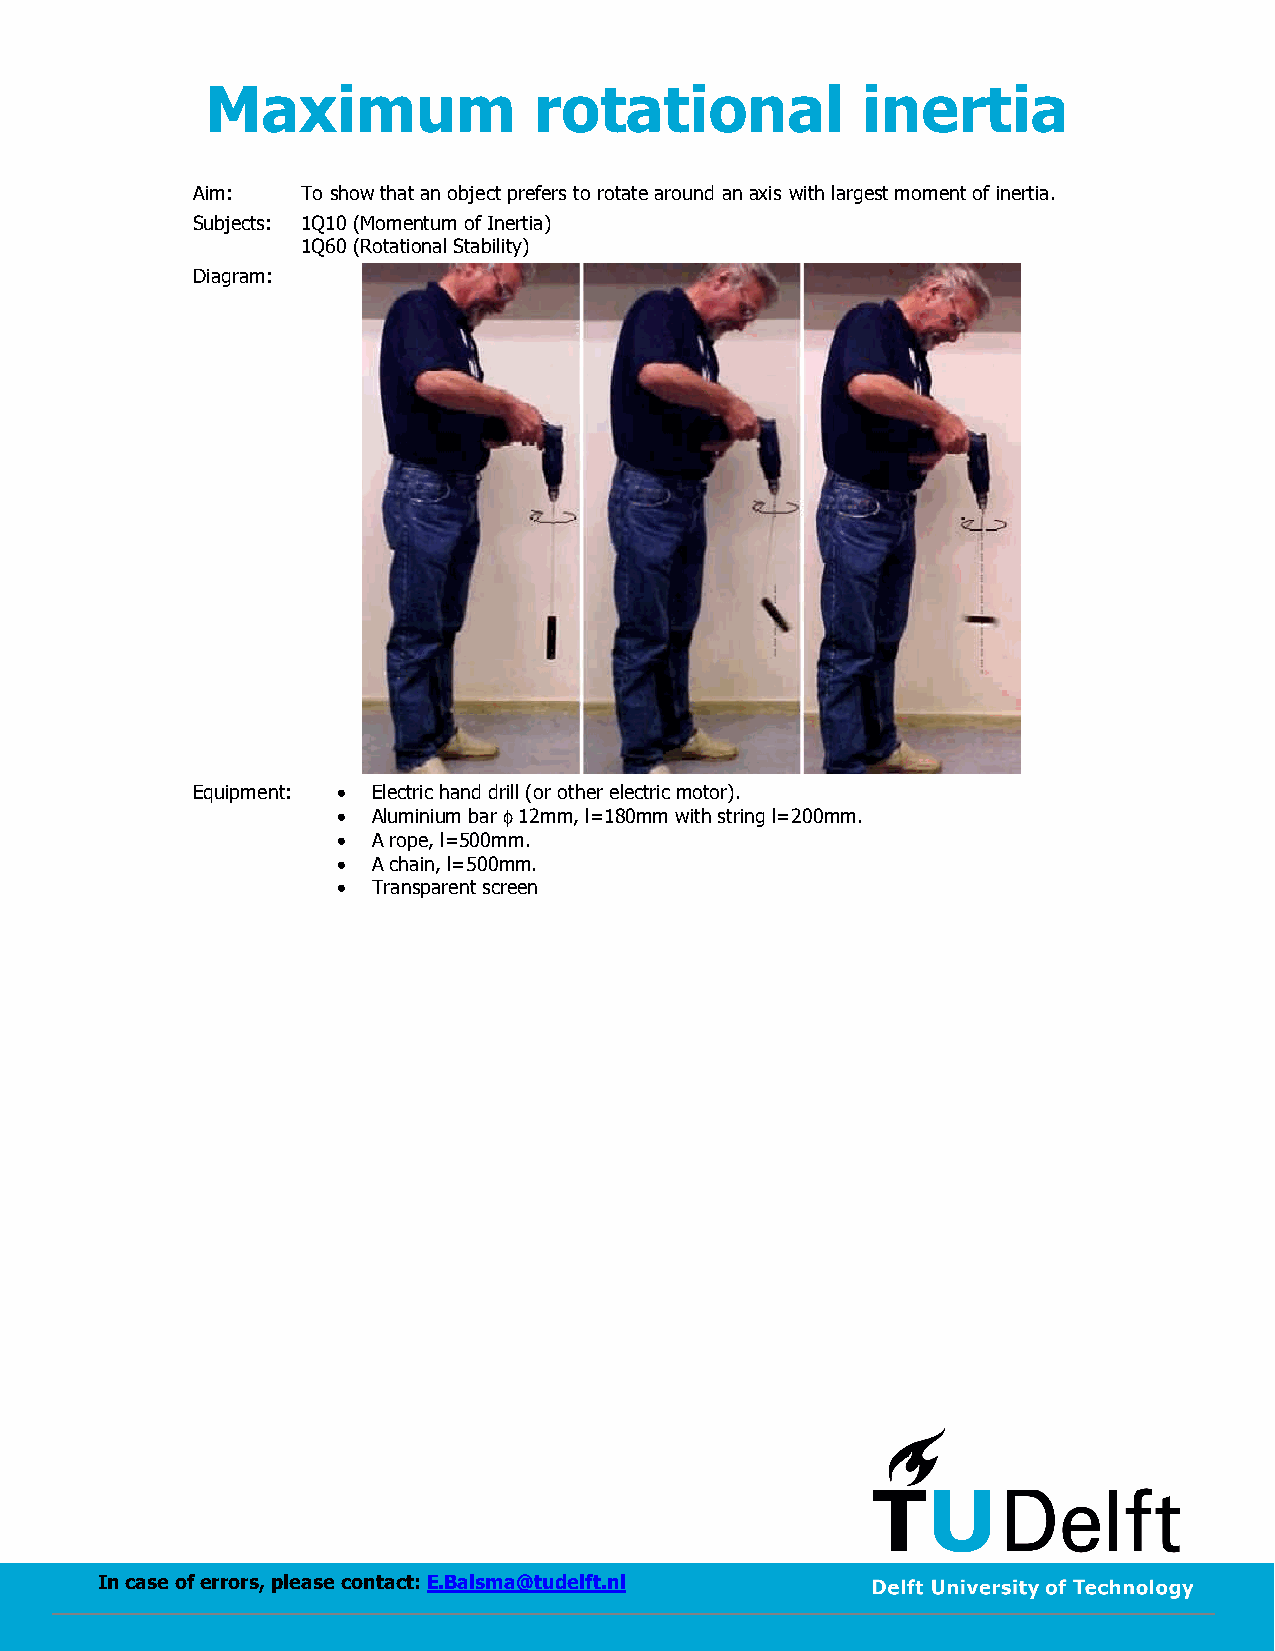 Maximum rotational inertia
Aim: To show that an object prefers to rotate around an axis with largest moment of inertia.
Subjects: 1Q10 (Momentum of Inertia)
1Q60 (Rotational Stability)
Diagram:
Equipment: • Electric hand drill (or other electric motor).
• Aluminium bar ϕ 12mm, l=180mm with string l=200mm.
• A rope, l=500mm.
• A chain, l=500mm.
• Transparent screen
TUDelft
In case of errors, please contact: E.Balsma@tudelft.nl
Delft University of Technology